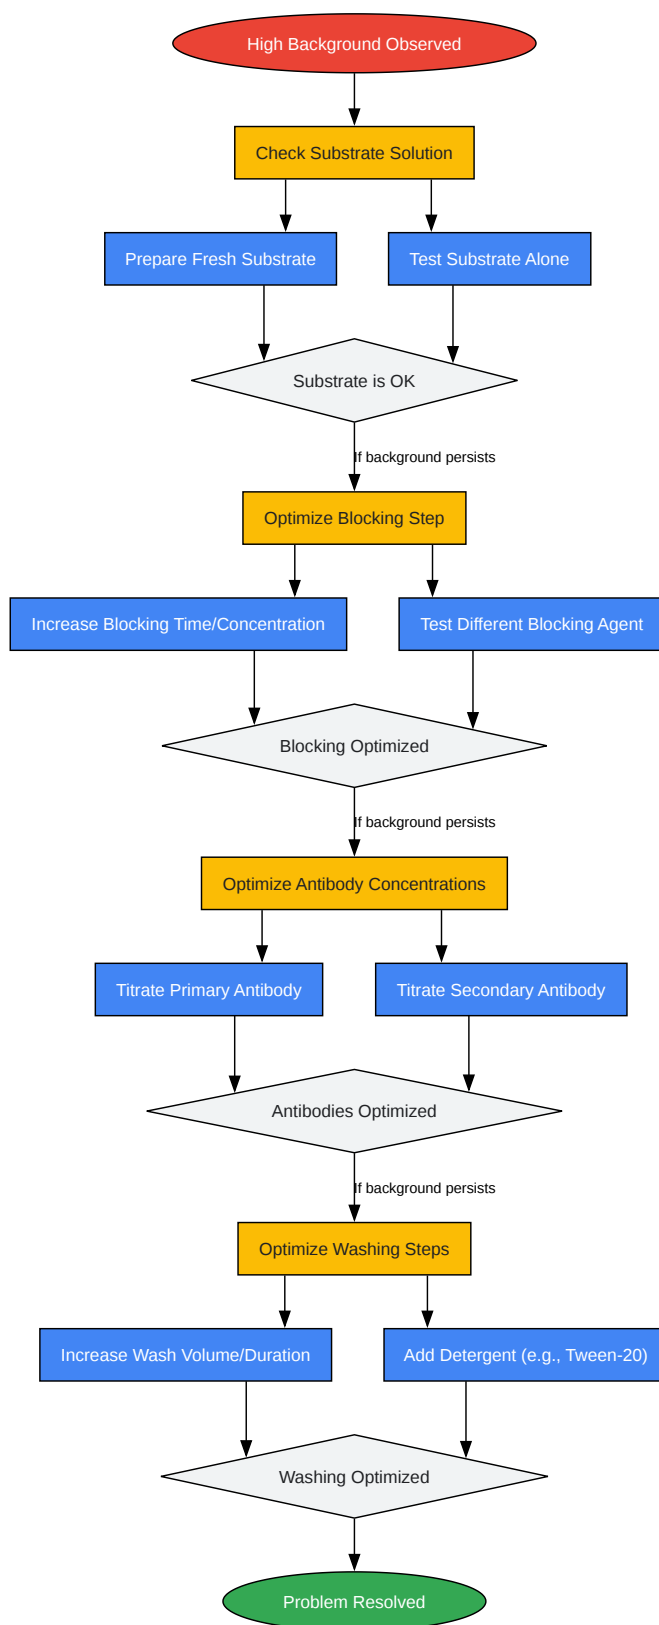 High Background Observed
Check Substrate Solution
Prepare Fresh Substrate
Test Substrate Alone
Substrate is OK
If background persists
Optimize Blocking Step
Increase Blocking Time/Concentration
Test Different Blocking Agent
Blocking Optimized
If background persists
Optimize Antibody Concentrations
Titrate Primary Antibody
Titrate Secondary Antibody
Antibodies Optimized
If background persists
Optimize Washing Steps
Increase Wash Volume/Duration
Add Detergent (e.g., Tween-20)
Washing Optimized
Problem Resolved